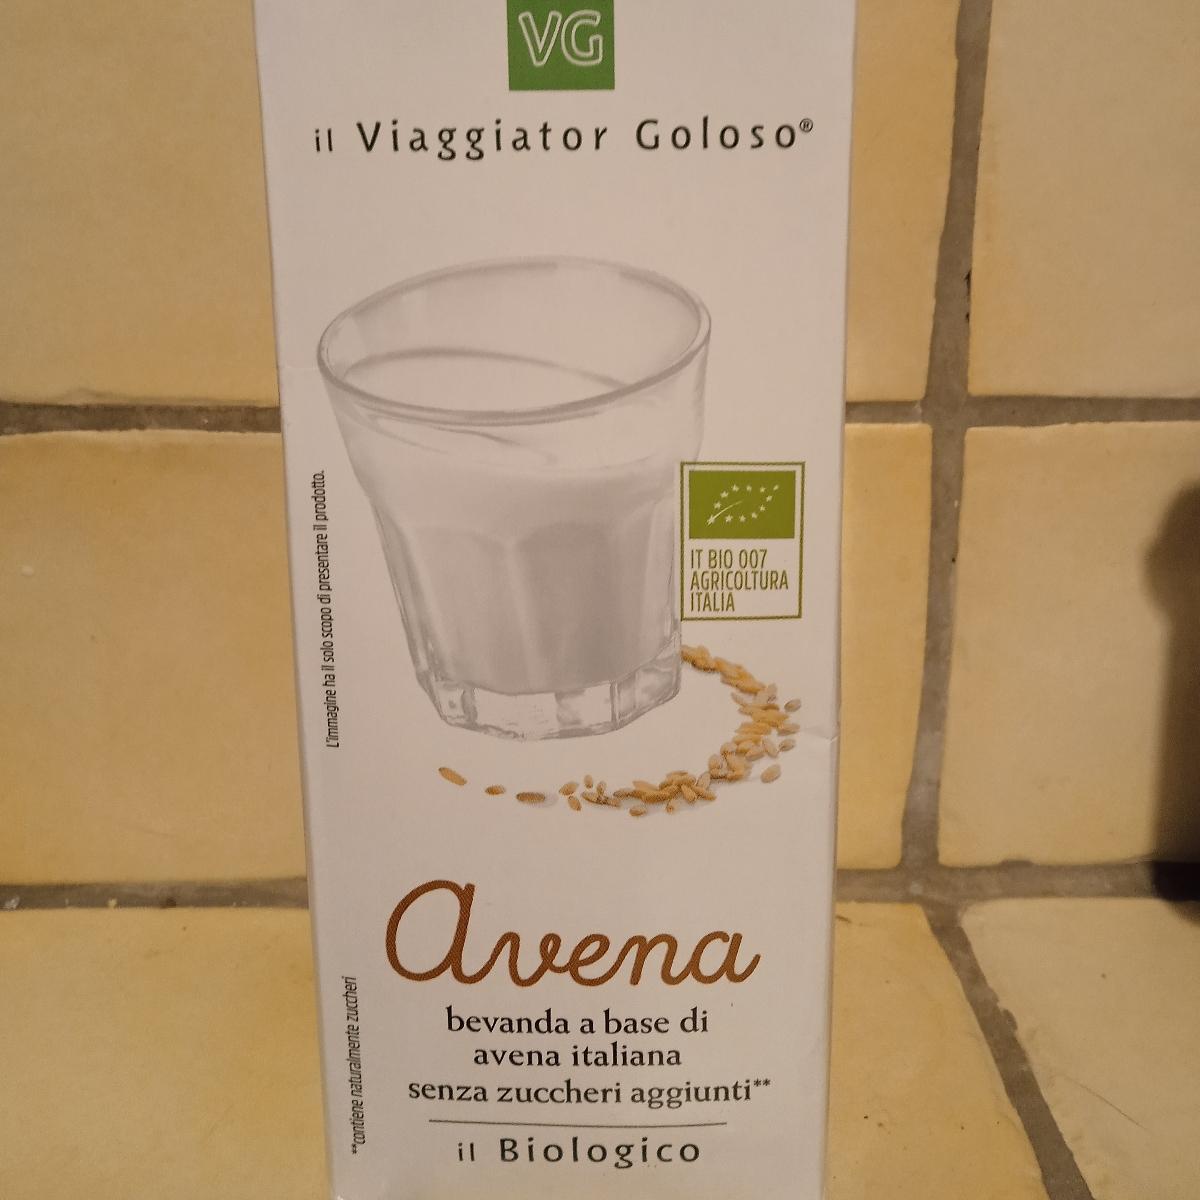 VG
il Viaggiator Goloso®
L'immagine ha il solo scopo di presentare il prodotto.
IT BIO 007
AGRICOLTURA
ITALIA
Avena
bevanda a base di
avena italiana
senza zuccheri aggiunti**
**contiene naturalmente zuccheri
il Biologico